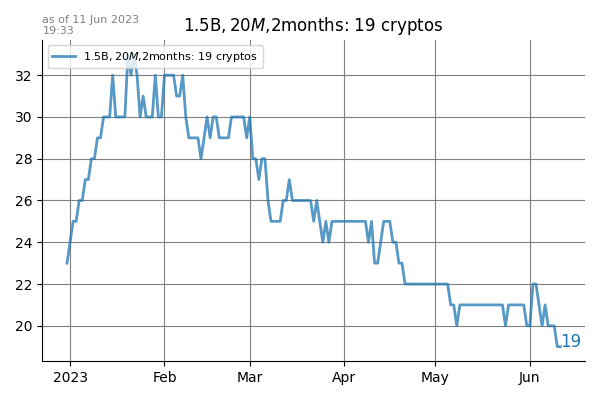 as of 11 Jun 2023
19:33
1.5B, 20M,2months: 19 cryptos
1.5B, 20M,2months: 19 cryptos
32
30
28
26
24
22
20
19
2023 Feb Mar Apr May Jun